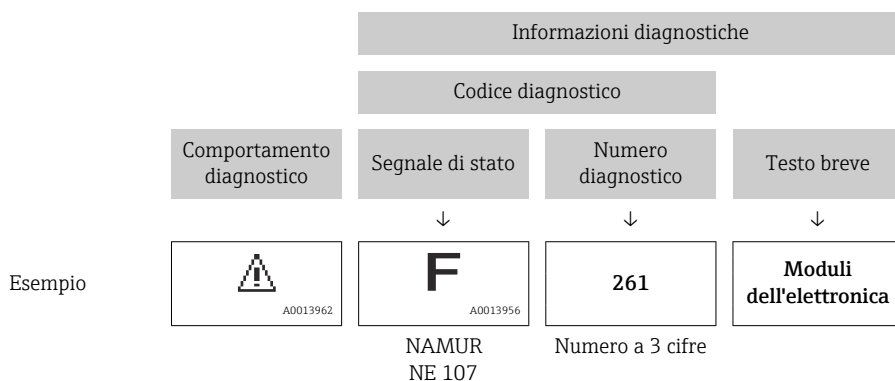 Informazioni diagnostiche
Codice diagnostico
Comportamento
diagnostico
Segnale di stato
Numero
diagnostico
Testo breve
↓ ↓ ↓
Esempio
A0013962
F
A0013956
261
Moduli
dell'elettronica
NAMUR
NE 107
Numero a 3 cifre